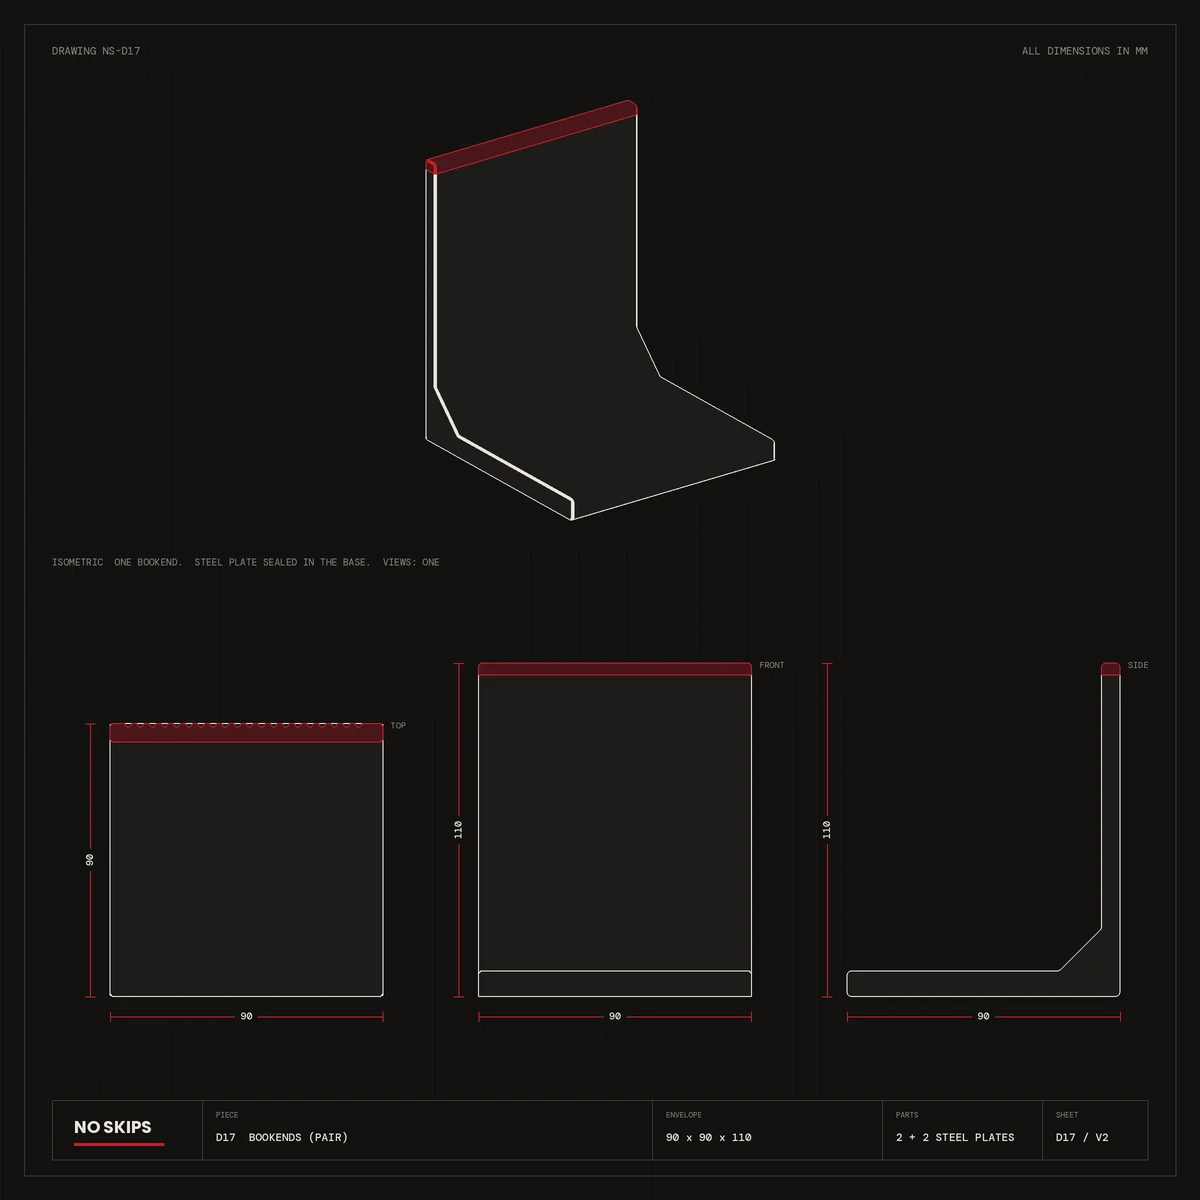 DRAWING NS-D17
ALL DIMENSIONS IN MM
ISOMETRIC  ONE BOOKEND.  STEEL PLATE SEALED IN THE BASE.  VIEWS: ONE
FRONT
SIDE
TOP
110
110
90
90
90
90
NO SKIPS
PIECE
D17  BOOKENDS (PAIR)
ENVELOPE
90 x 90 x 110
PARTS
2 + 2 STEEL PLATES
SHEET
D17 / V2